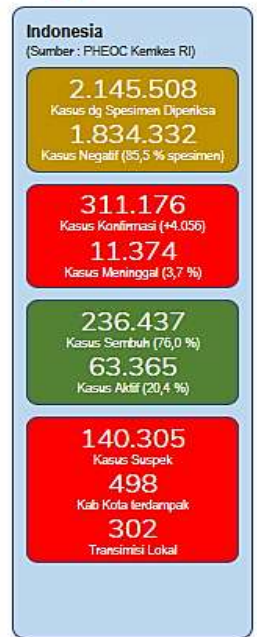 Indonesia
(Sumber : PHEOC Kemkes RI)
2.145.508
Kasus dg Spesimen Diperiksa
1.834.332
Kasus Negatif (85,5 % spesimen)
311.176
Kasus Konfirmasi (+4.056)
11.374
Kasus Meninggal (3,7 %)
236.437
Kasus Sembuh (76,0 %)
63.365
Kasus Aktif (20,4 %)
140.305
Kasus Suspek
498
Kab Kota terdampak
302
Transimisi Lokal